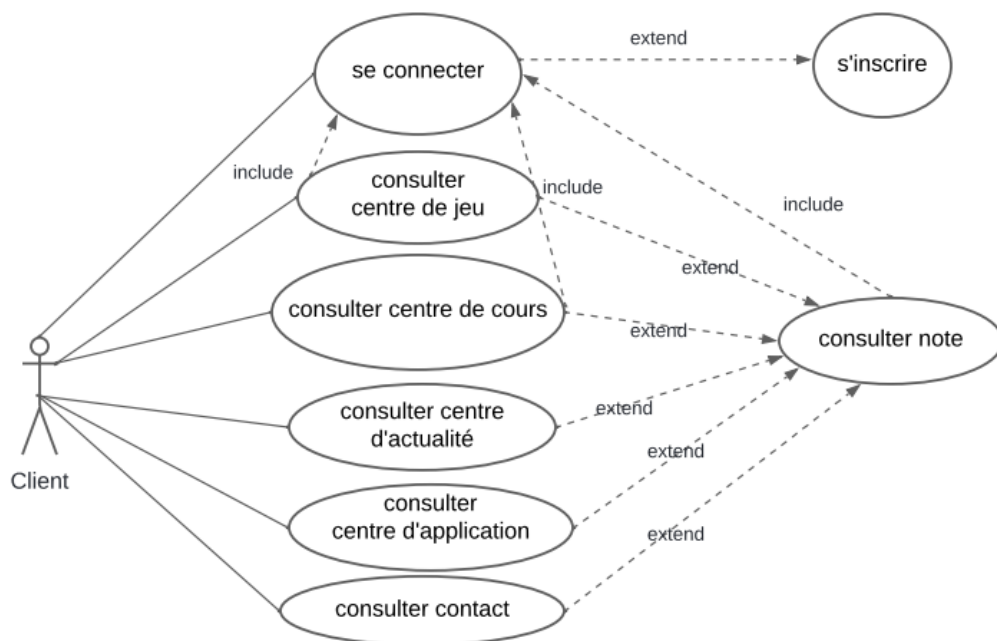 extend
se connecter
s'inscrire
include
consulter
centre de jeu
include
include
extend
consulter centre de cours
extend
consulter note
consulter centre
d'actualité
extend
Client
extend
consulter
centre d'application
extend
consulter contact